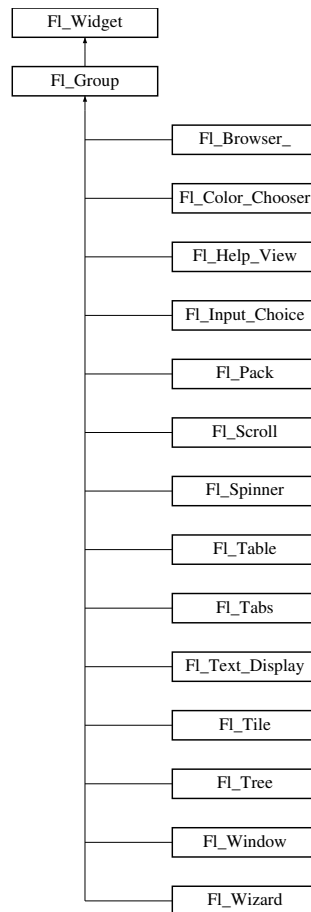 Fl_Widget
Fl_Group
Fl_Browser_
Fl_Color_Chooser
Fl_Help_View
Fl_Input_Choice
Fl_Pack
Fl_Scroll
Fl_Spinner
Fl_Table
Fl_Tabs
Fl_Text_Display
Fl_Tile
Fl_Tree
Fl_Window
Fl_Wizard